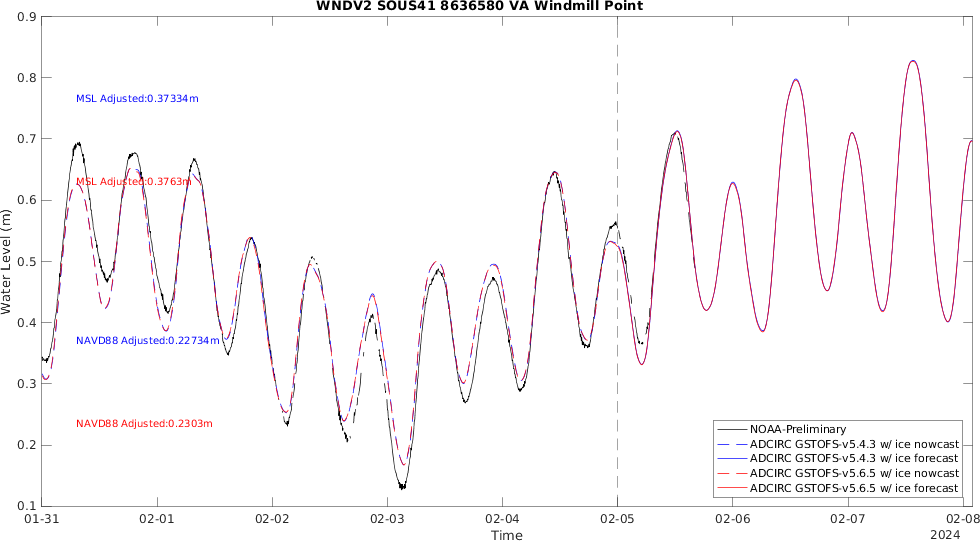 WNDV2 SOUS41 8636580 VA Windmill Point
0.9
0.8
0.7
0.6
0.5
0.4
0.3
0.2
0.1
Water Level (m)
MSL Adjusted:0.37334m
MSL Adjusted:0.3763m
NAVD88 Adjusted:0.22734m
NAVD88 Adjusted:0.2303m
NOAA-Preliminary
ADCIRC GSTOFS-v5.4.3 w/ ice nowcast
ADCIRC GSTOFS-v5.4.3 w/ ice forecast
ADCIRC GSTOFS-v5.6.5 w/ ice nowcast
ADCIRC GSTOFS-v5.6.5 w/ ice forecast
01-31 02-01 02-02 02-03 02-04 02-05 02-06 02-07 02-08
Time
2024